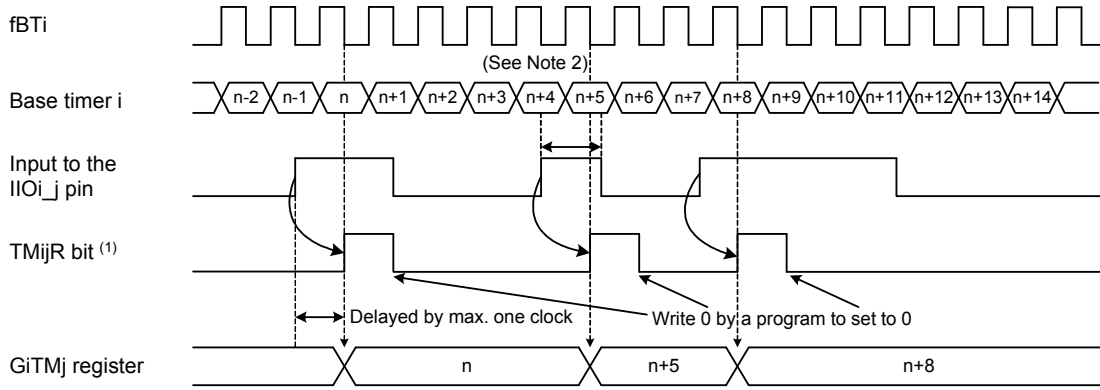 fBTi
(See Note 2)
Base timer i
n-2 n-1 n n+1 n+2 n+3 n+4 n+5 n+6 n+7 n+8 n+9 n+10 n+11 n+12 n+13 n+14
Input to the
IIOi_j pin
TMijR bit (1)
Delayed by max. one clock
Write 0 by a program to set to 0
GiTMj register
n n+5 n+8